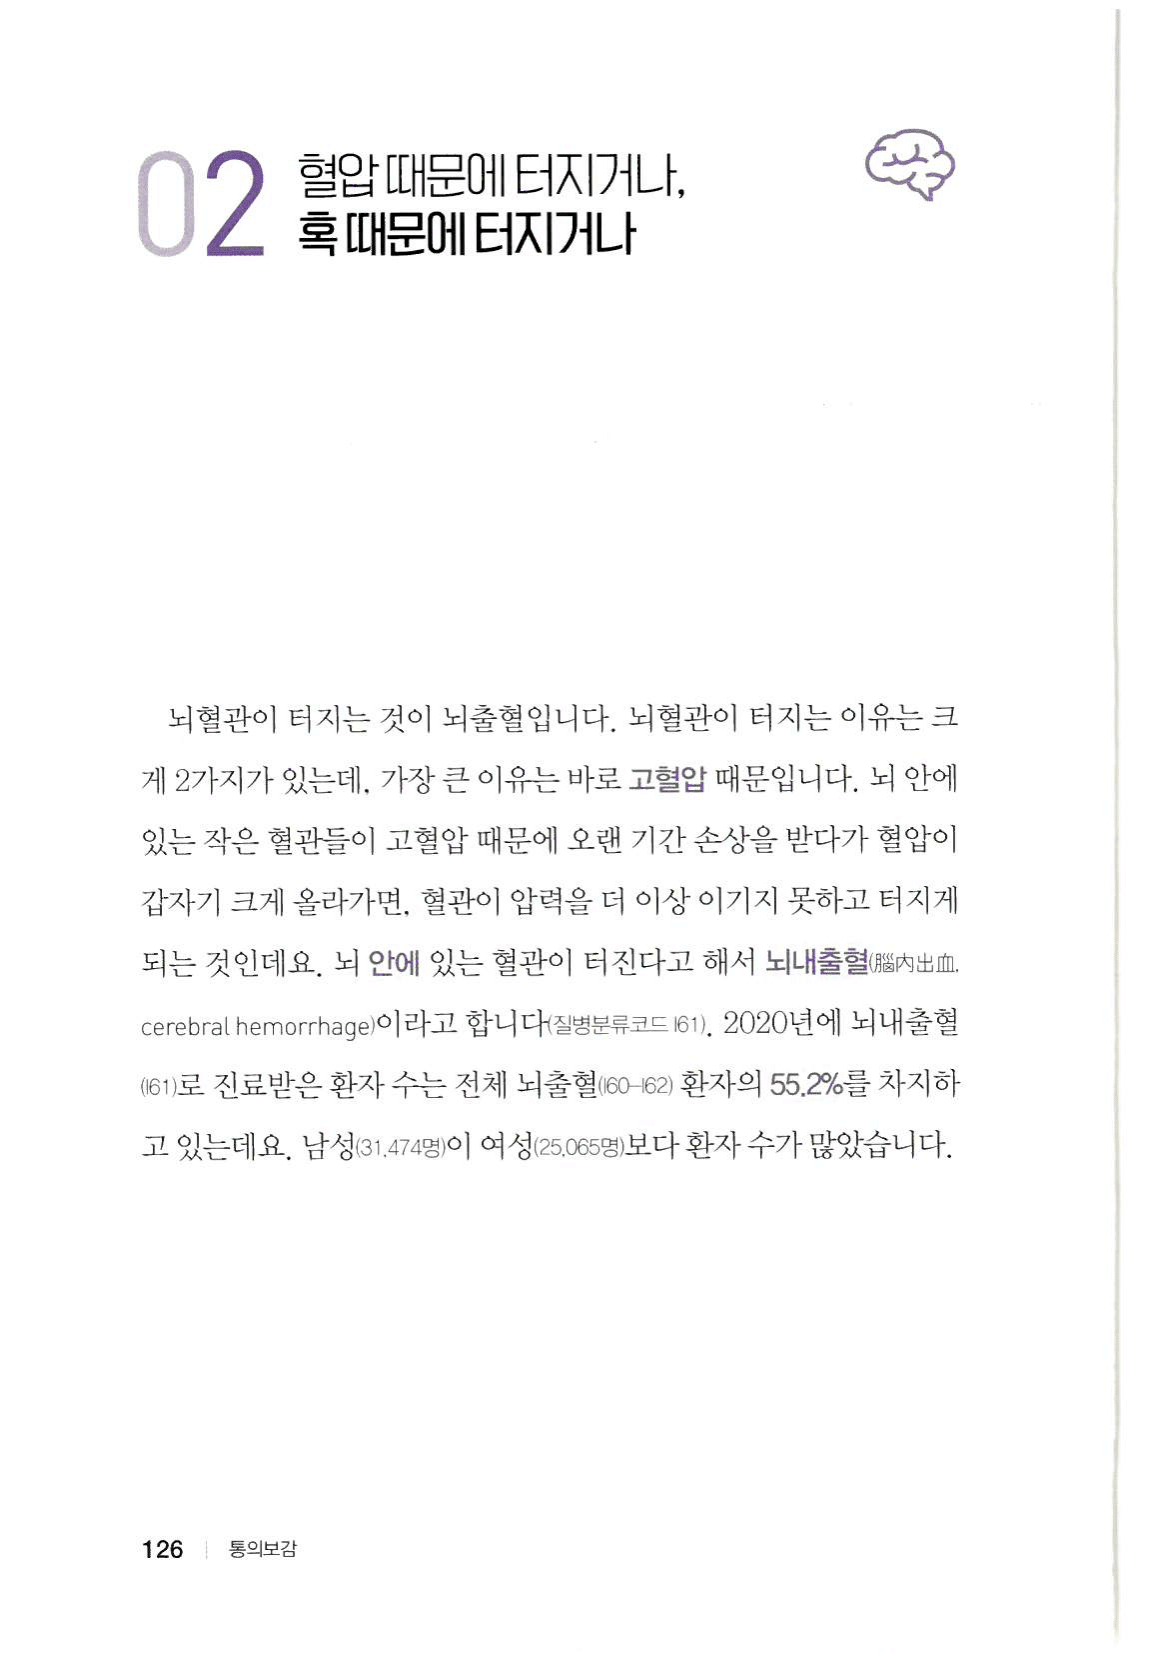 02
혈압 때문에 터지거나,
혹 때문에 터지거나
뇌혈관이 터지는 것이 뇌출혈입니다. 뇌혈관이 터지는 이유는 크
게 2가지가 있는데, 가장 큰 이유는 바로 고혈압 때문입니다. 뇌 안에
있는 작은 혈관들이 고혈압 때문에 오랜 기간 손상을 받다가 혈압이
갑자기 크게 올라가면, 혈관이 압력을 더 이상 이기지 못하고 터지게
되는 것인데요. 뇌 안에 있는 혈관이 터진다고 해서 뇌내출혈(腦內出血,
cerebral hemorrhage)이라고 합니다(질병분류코드 I61). 2020년에 뇌내출혈
(I61)로 진료받은 환자 수는 전체 뇌출혈(I60-I62) 환자의 55.2%를 차지하
고 있는데요. 남성(31,474명)이 여성(25,065명)보다 환자 수가 많았습니다.
126 | 통의보감